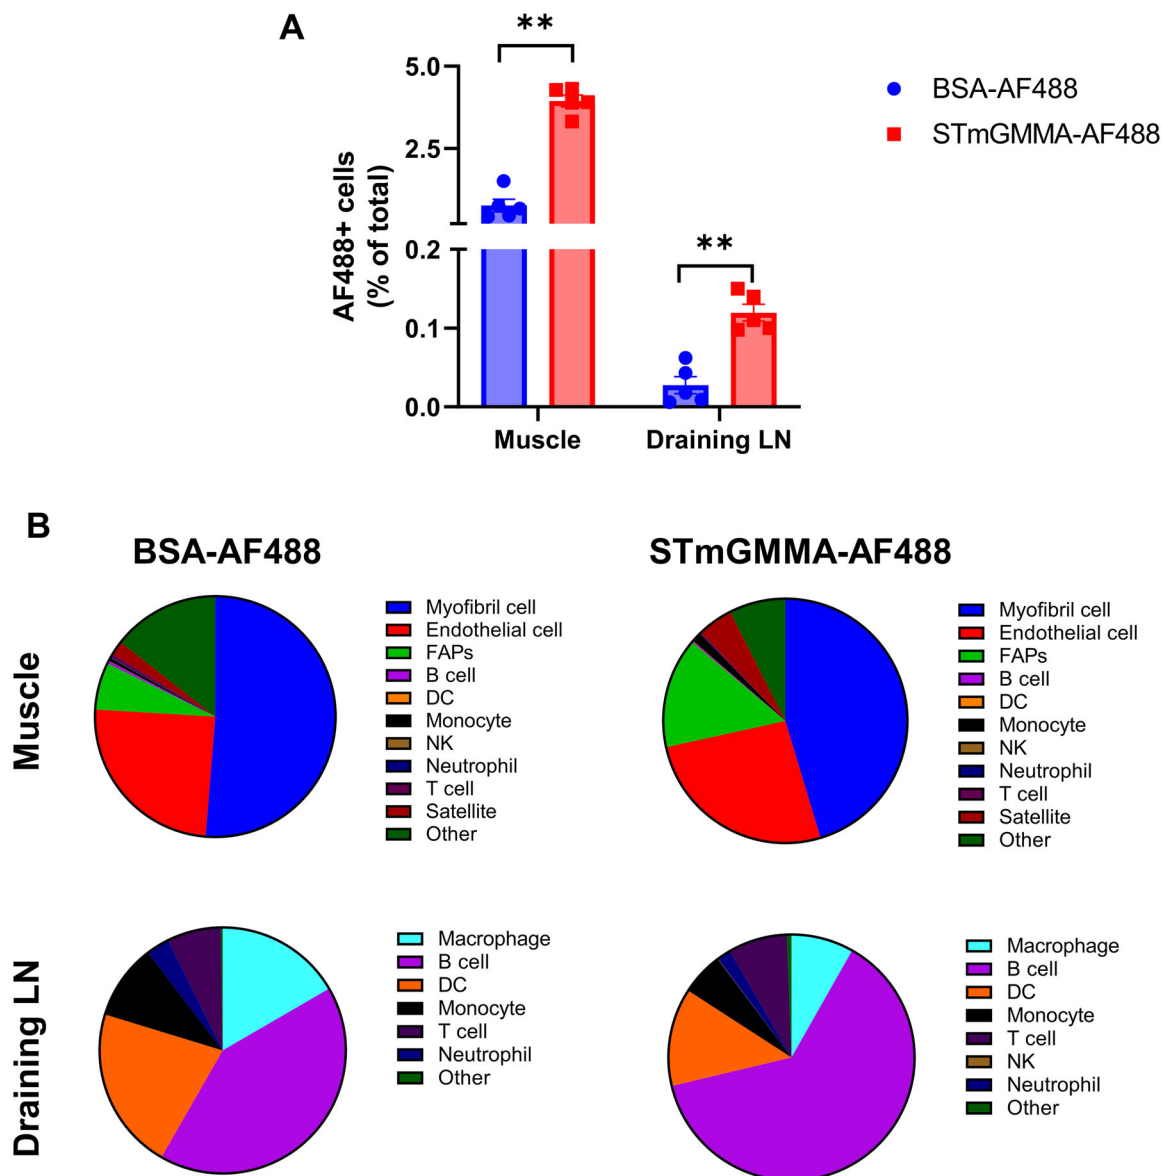 A
**
5.0
2.5
0.2
0.1
0.0
AF488+ cells
(% of total)
**
Muscle
Draining LN
BSA-AF488
STmGMMA-AF488
B
BSA-AF488
STmGMMA-AF488
Muscle
Myofibril cell
Endothelial cell
FAPs
B cell
DC
Monocyte
NK
Neutrophil
T cell
Satellite
Other
Myofibril cell
Endothelial cell
FAPs
B cell
DC
Monocyte
NK
Neutrophil
T cell
Satellite
Other
Draining LN
Macrophage
B cell
DC
Monocyte
T cell
Neutrophil
Other
Macrophage
B cell
DC
Monocyte
T cell
NK
Neutrophil
Other